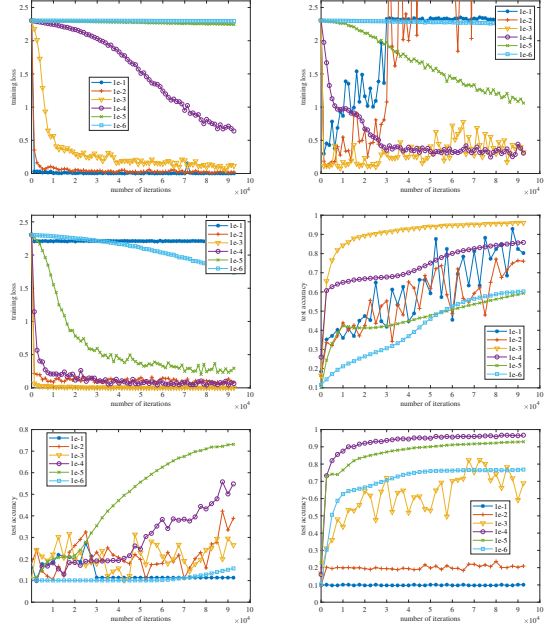 2.5
2
1.5
1
0.5
0
training loss
1e-1
1e-2
1e-3
1e-4
1e-5
1e-6
0 1 2 3 4 5 6 7 8 9 10
number of iterations
×10⁴
2.5
2
1.5
1
0.5
0
training loss
1e-1
1e-2
1e-3
1e-4
1e-5
1e-6
0 1 2 3 4 5 6 7 8 9 10
number of iterations
×10⁴
2.5
2
1.5
1
0.5
0
training loss
1e-1
1e-2
1e-3
1e-4
1e-5
1e-6
0 1 2 3 4 5 6 7 8 9 10
number of iterations
×10⁴
1
0.9
0.8
0.7
0.6
0.5
0.4
0.3
0.2
0.1
test accuracy
1e-1
1e-2
1e-3
1e-4
1e-5
1e-6
0 1 2 3 4 5 6 7 8 9 10
number of iterations
×10⁴
0.8
0.7
0.6
0.5
0.4
0.3
0.2
0.1
0
test accuracy
1e-1
1e-2
1e-3
1e-4
1e-5
1e-6
0 1 2 3 4 5 6 7 8 9 10
number of iterations
×10⁴
1
0.9
0.8
0.7
0.6
0.5
0.4
0.3
0.2
0.1
0
test accuracy
1e-1
1e-2
1e-3
1e-4
1e-5
1e-6
0 1 2 3 4 5 6 7 8 9 10
number of iterations
×10⁴